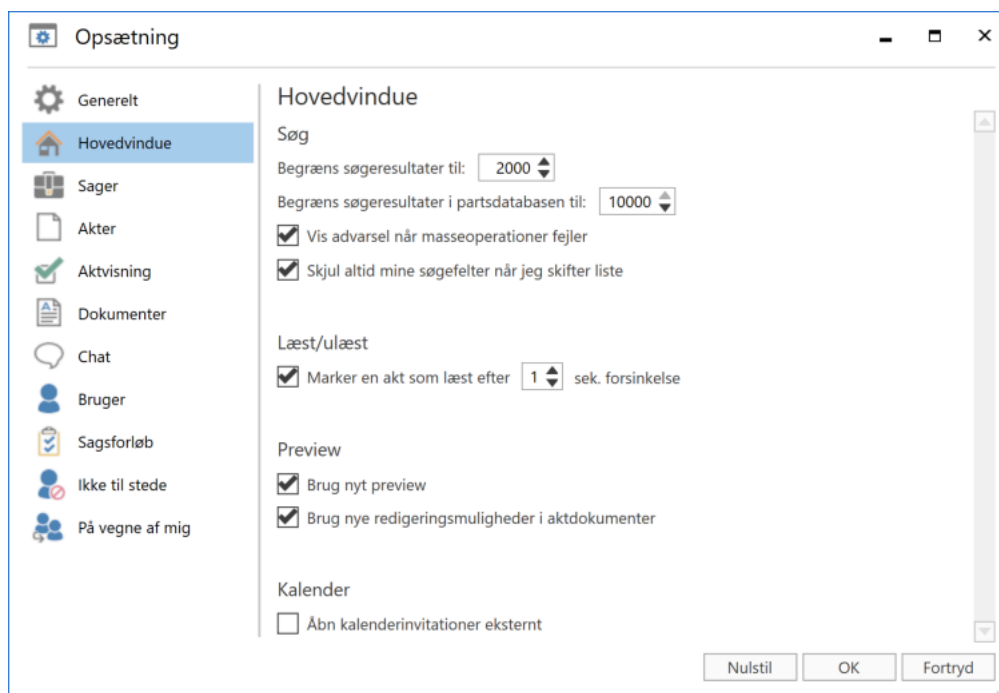 Opsætning
Generelt
Hovedvindue
Sager
Akter
Aktvisning
Dokumenter
Chat
Bruger
Sagsforløb
Ikke til stede
På vegne af mig
Hovedvindue
Søg
Begræns søgeresultater til: 2000
Begræns søgeresultater i partsdatabasen til: 10000
Vis advarsel når masseoperationer fejler
Skjul altid mine søgefelter når jeg skifter liste
Læst/ulæst
Marker en akt som læst efter 1 sek. forsinkelse
Preview
Brug nyt preview
Brug nye redigeringsmuligheder i aktdokumenter
Kalender
Åbn kalenderinvitationer eksternt
Nulstil OK Fortryd